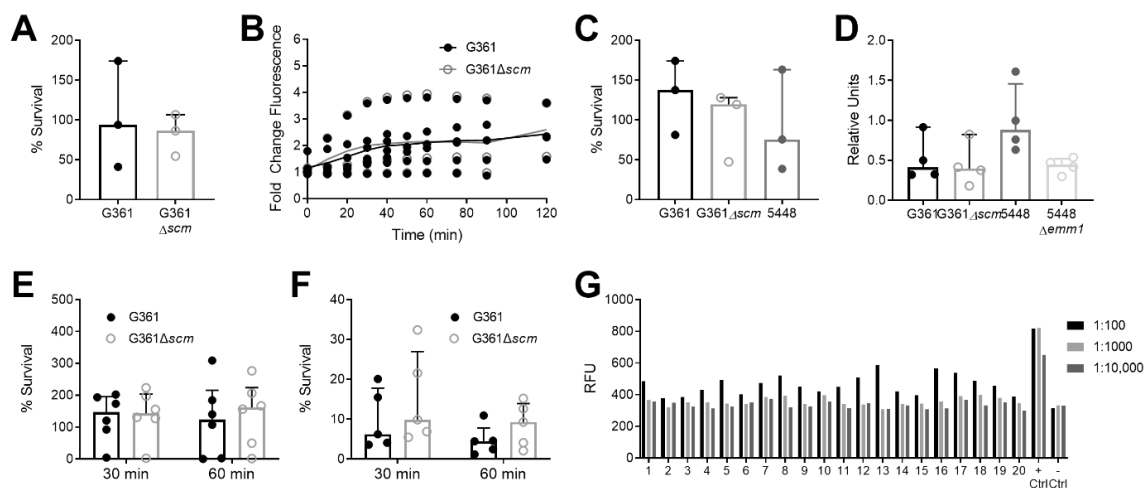 A
% Survival
200
150
100
50
0
G361
G361
Δscm
B
Fold Change Fluorescence
6
5
4
3
2
1
0
0 20 40 60 80 100 120
Time (min)
G361
G361Δscm
C
% Survival
200
150
100
50
0
G361 G361Δscm 5448
D
Relative Units
2.0
1.5
1.0
0.5
0.0
G361 G361Δscm 5448 5448
Δemm1
E
% Survival
500
400
300
200
100
0
30 min 60 min
G361
G361Δscm
F
% Survival
40
30
20
10
0
30 min 60 min
G361
G361Δscm
G
RFU
1000
800
600
400
200
0
1 2 3 4 5 6 7 8 9 10 11 12 13 14 15 16 17 18 19 20 + -
Ctrl Ctrl
1:100
1:1000
1:10,000